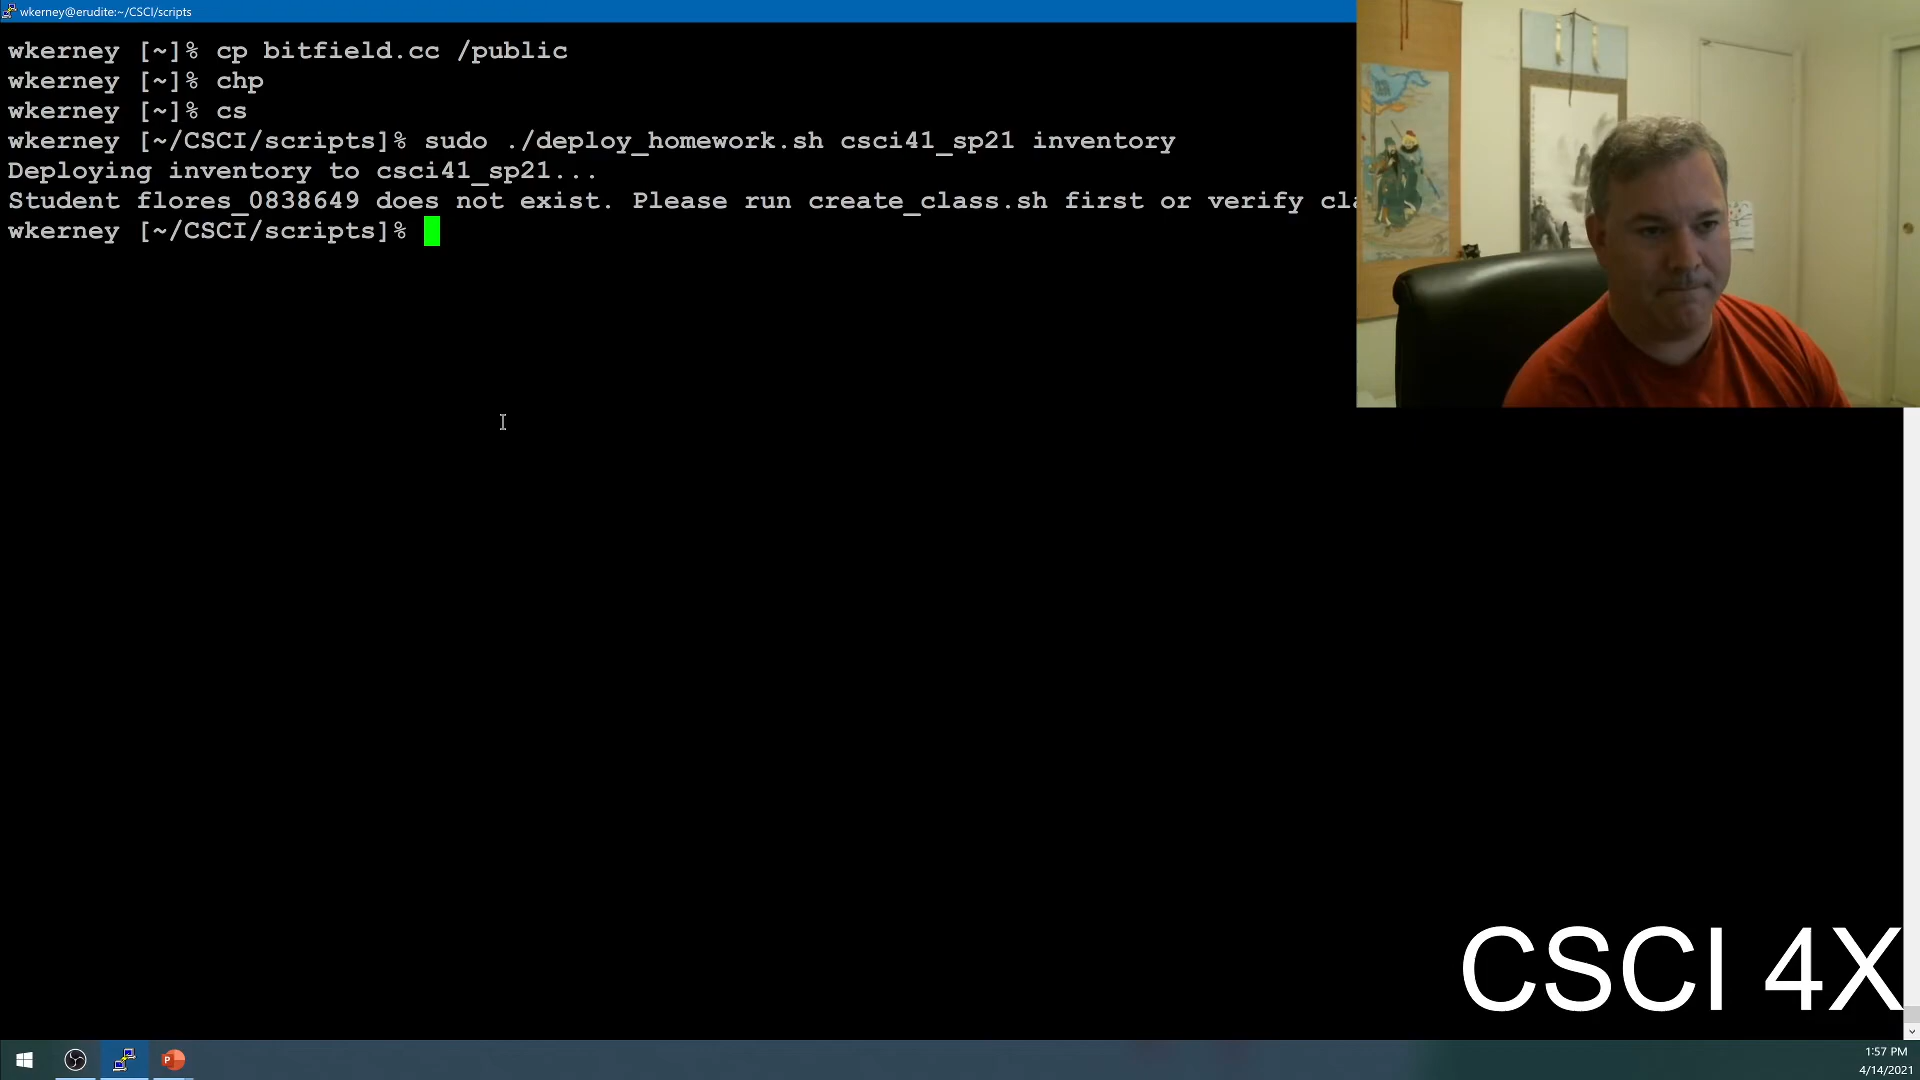 wkerney@erudite:~/CSCI/scripts
wkerney [~]% cp bitfield.cc /public
wkerney [~]% chp
wkerney [~]% cs
wkerney [~/CSCI/scripts]% sudo ./deploy_homework.sh csci41_sp21 inventory
Deploying inventory to csci41_sp21...
Student flores_0838649 does not exist. Please run create_class.sh first or verify cla
wkerney [~/CSCI/scripts]%
CSCI 4X
1:57 PM
4/14/2021